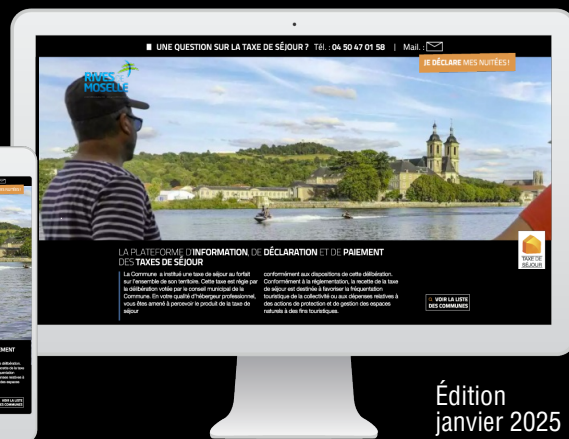 UNE QUESTION SUR LA TAXE DE SÉJOUR ? Tél. : 04 50 47 01 58 | Mail. :
JE DÉCLARE MES NUITÉES !
RIVES
MOSELLE
LA PLATEFORME D'INFORMATION, DE DÉCLARATION ET DE PAIEMENT
DES TAXES DE SÉJOUR
La Commune a institué une taxe de séjour au forfait
sur l'ensemble de son territoire. Cette taxe est régie par
la délibération votée par le conseil municipal de la
Commune. En votre qualité d'hébergeur professionnel,
vous êtes amené à percevoir le produit de la taxe de
séjour
conformément aux dispositions de cette délibération.
Conformément à la réglementation, la recette de la taxe
de séjour est destinée à favoriser la fréquentation
touristique de la collectivité ou aux dépenses relatives à
des actions de protection et de gestion des espaces
naturels à des fins touristiques.
TAXE DE
SÉJOUR
VOIR LA LISTE
DES COMMUNES
VOIR LA LISTE
DES COMMUNES
Édition
janvier 2025